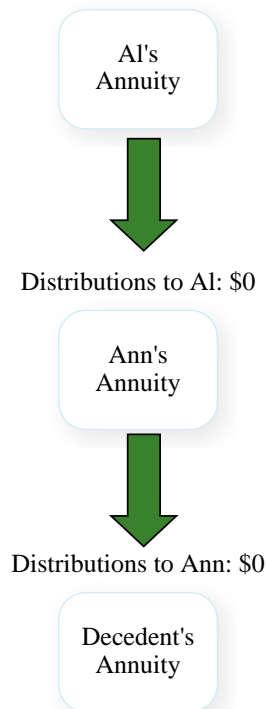 Al's
Annuity
Distributions to Al: $0
Ann's
Annuity
Distributions to Ann: $0
Decedent's
Annuity